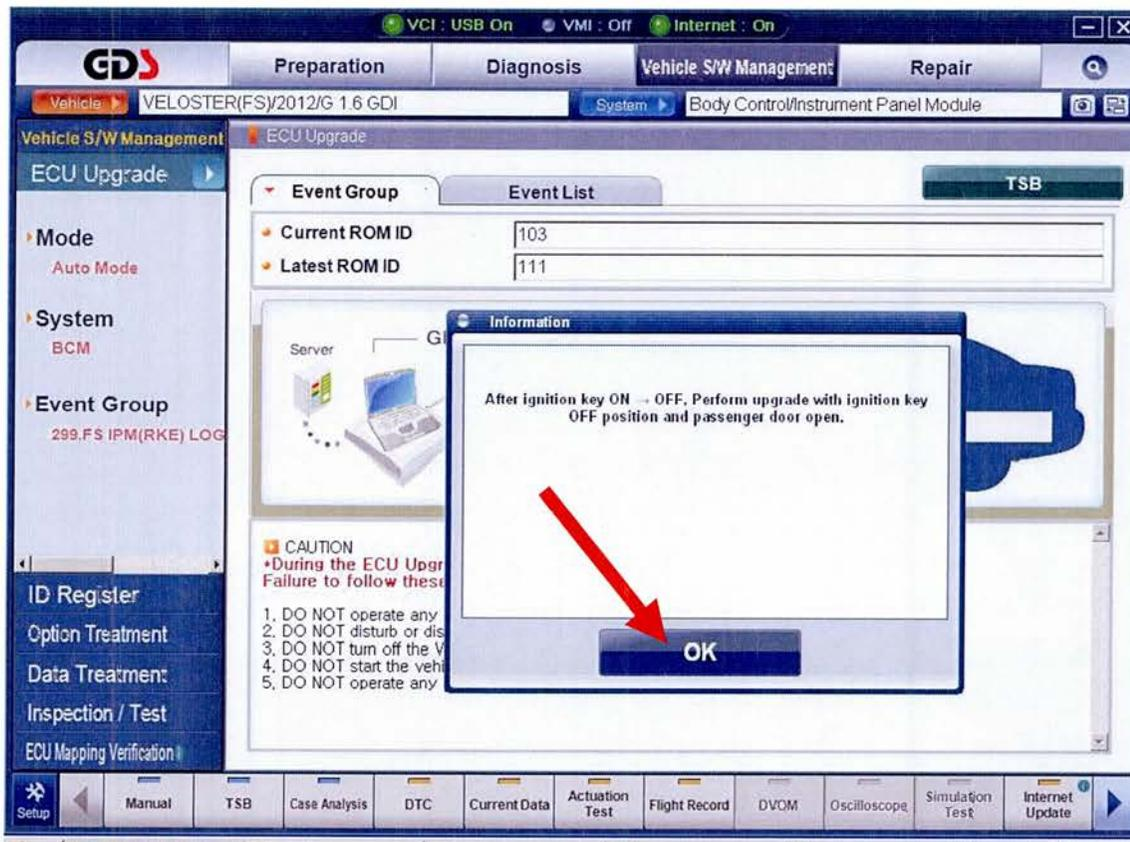 VCI : USB On VMI : Off Internet : On
GDS Preparation Diagnosis Vehicle S/W Management Repair
Vehicle VELOSTER(FS)/2012/G 1.6 GDI System Body Control/Instrument Panel Module
Vehicle S/W Management
ECU Upgrade
Mode
Auto Mode
System
BCM
Event Group
299.FS IPM(RKE) LOG
ID Register
Option Treatment
Data Treatment
Inspection / Test
ECU Mapping Verification
ECU Upgrade
Event Group Event List TSB
Current ROM ID 103
Latest ROM ID 111
Server
Information
After ignition key ON → OFF, Perform upgrade with ignition key
OFF position and passenger door open.
OK
CAUTION
•During the ECU Upgr
Failure to follow these
1, DO NOT operate any
2, DO NOT disturb or dis
3, DO NOT turn off the V
4, DO NOT start the vehi
5, DO NOT operate any
Setup Manual TSB Case Analysis DTC Current Data Actuation Test Flight Record DVOM Oscilloscope Simulation Test Internet Update